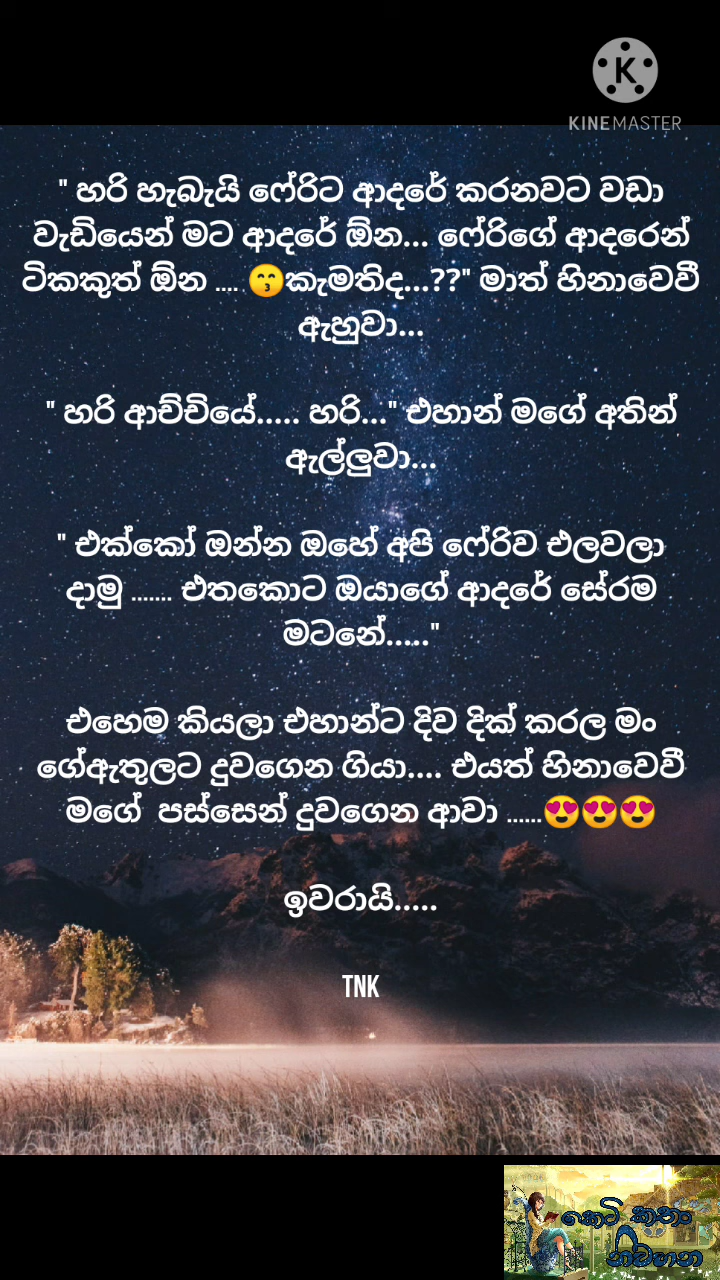 KINEMASTER
" හරි හැබැයි ෆේරිට ආදරේ කරනවට වඩා
වැඩියෙන් මට ආදරේ ඕන... ෆේරිගේ ආදරෙන්
ටිකකුත් ඕන .... 😙කැමතිද...??" මාත් හිනාවෙවී
ඇහුවා...
" හරි ආච්චියේ..... හරි..." එහාන් මගේ අතින්
ඇල්ලුවා...
" එක්කෝ ඔන්න ඔහේ අපි ෆේරිව එලවලා
දාමු ....... එතකොට ඔයාගේ ආදරේ සේරම
මටනේ....."
එහෙම කියලා එහාන්ට දිව දික් කරල මං
ගේඇතුලට දුවගෙන ගියා.... එයත් හිනාවෙවී
මගේ පස්සෙන් දුවගෙන ආවා ......😍😍😍
ඉවරායි.....
TNK
කෙටි කතා